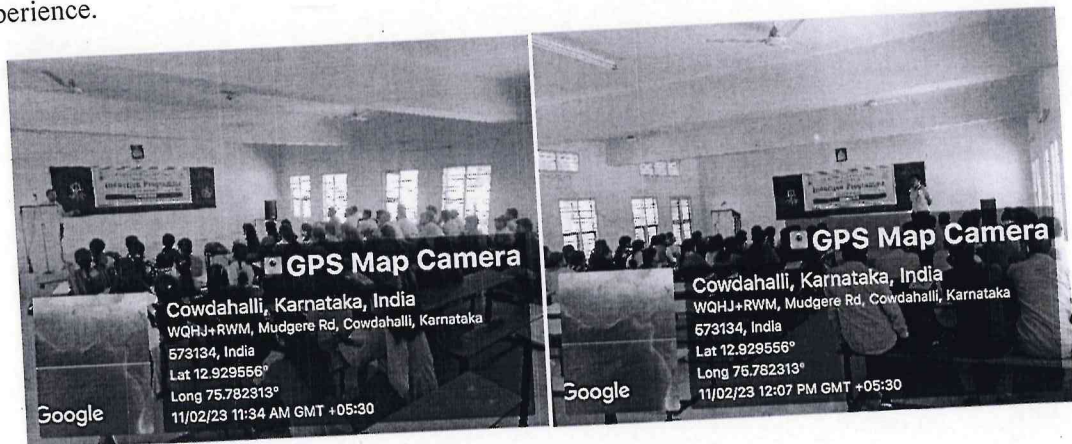 perience.
GPS Map Camera
Cowdahalli, Karnataka, India
WQHJ+RWM, Mudgere Rd, Cowdahalli, Karnataka
573134, India
Lat 12.929556°
Long 75.782313°
11/02/23 11:34 AM GMT +05:30
Google
GPS Map Camera
Cowdahalli, Karnataka, India
WQHJ+RWM, Mudgere Rd, Cowdahalli, Karnataka
573134, India
Lat 12.929556°
Long 75.782313°
11/02/23 12:07 PM GMT +05:30
Google